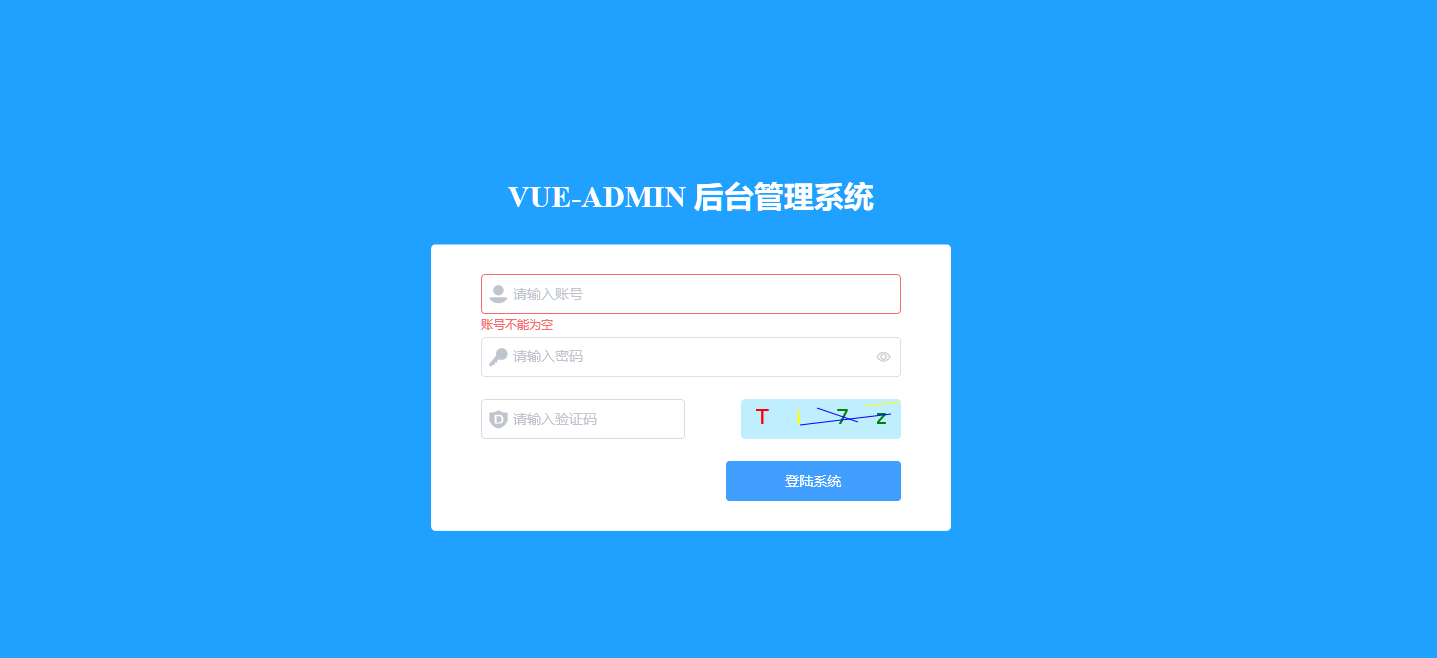 VUE-ADMIN 后台管理系统
请输入账号
账号不能为空
请输入密码
请输入验证码
T i 7 z
登陆系统